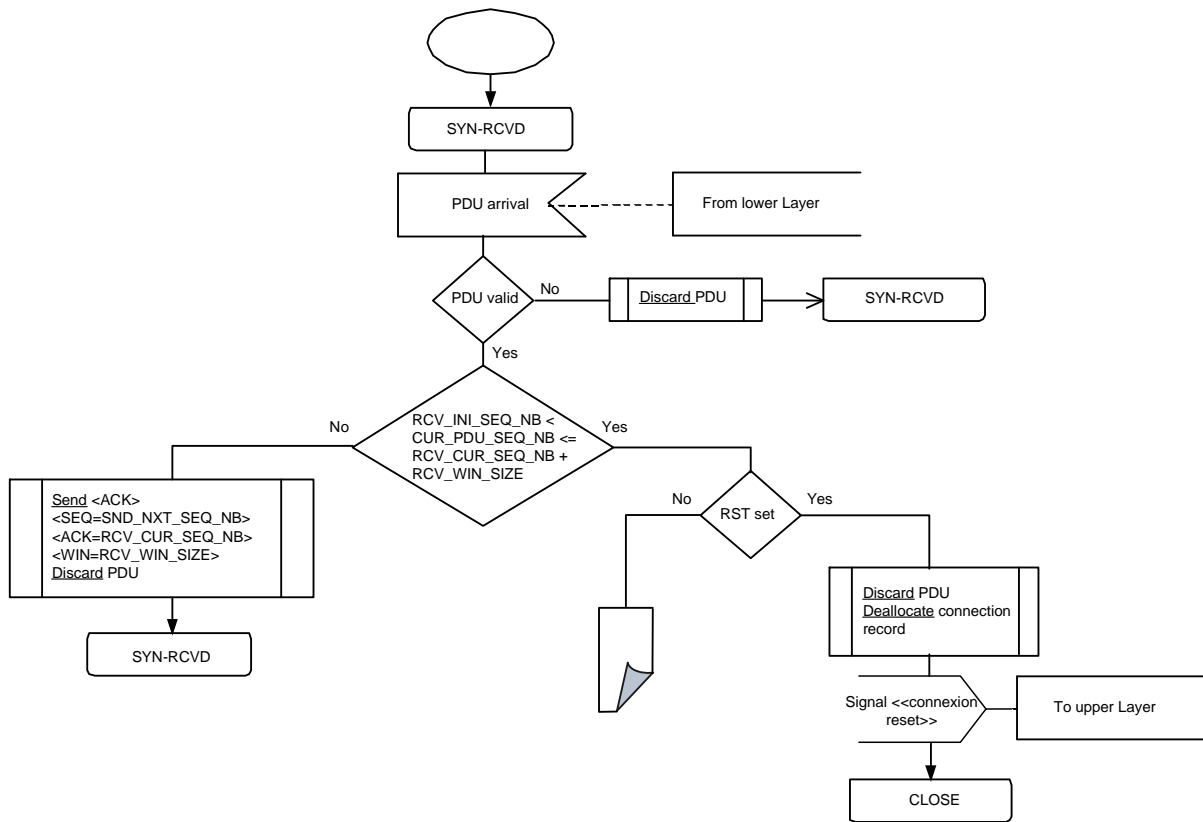 SYN-RCVD
PDU arrival
From lower Layer
PDU valid
No
Discard PDU
SYN-RCVD
Yes
RCV_INI_SEQ_NB <
CUR_PDU_SEQ_NB <=
RCV_CUR_SEQ_NB +
RCV_WIN_SIZE
No
Yes
Send <ACK>
<SEQ=SND_NXT_SEQ_NB>
<ACK=RCV_CUR_SEQ_NB>
<WIN=RCV_WIN_SIZE>
Discard PDU
SYN-RCVD
RST set
No
Yes
Discard PDU
Deallocate connection
record
Signal <<connexion
reset>>
To upper Layer
CLOSE